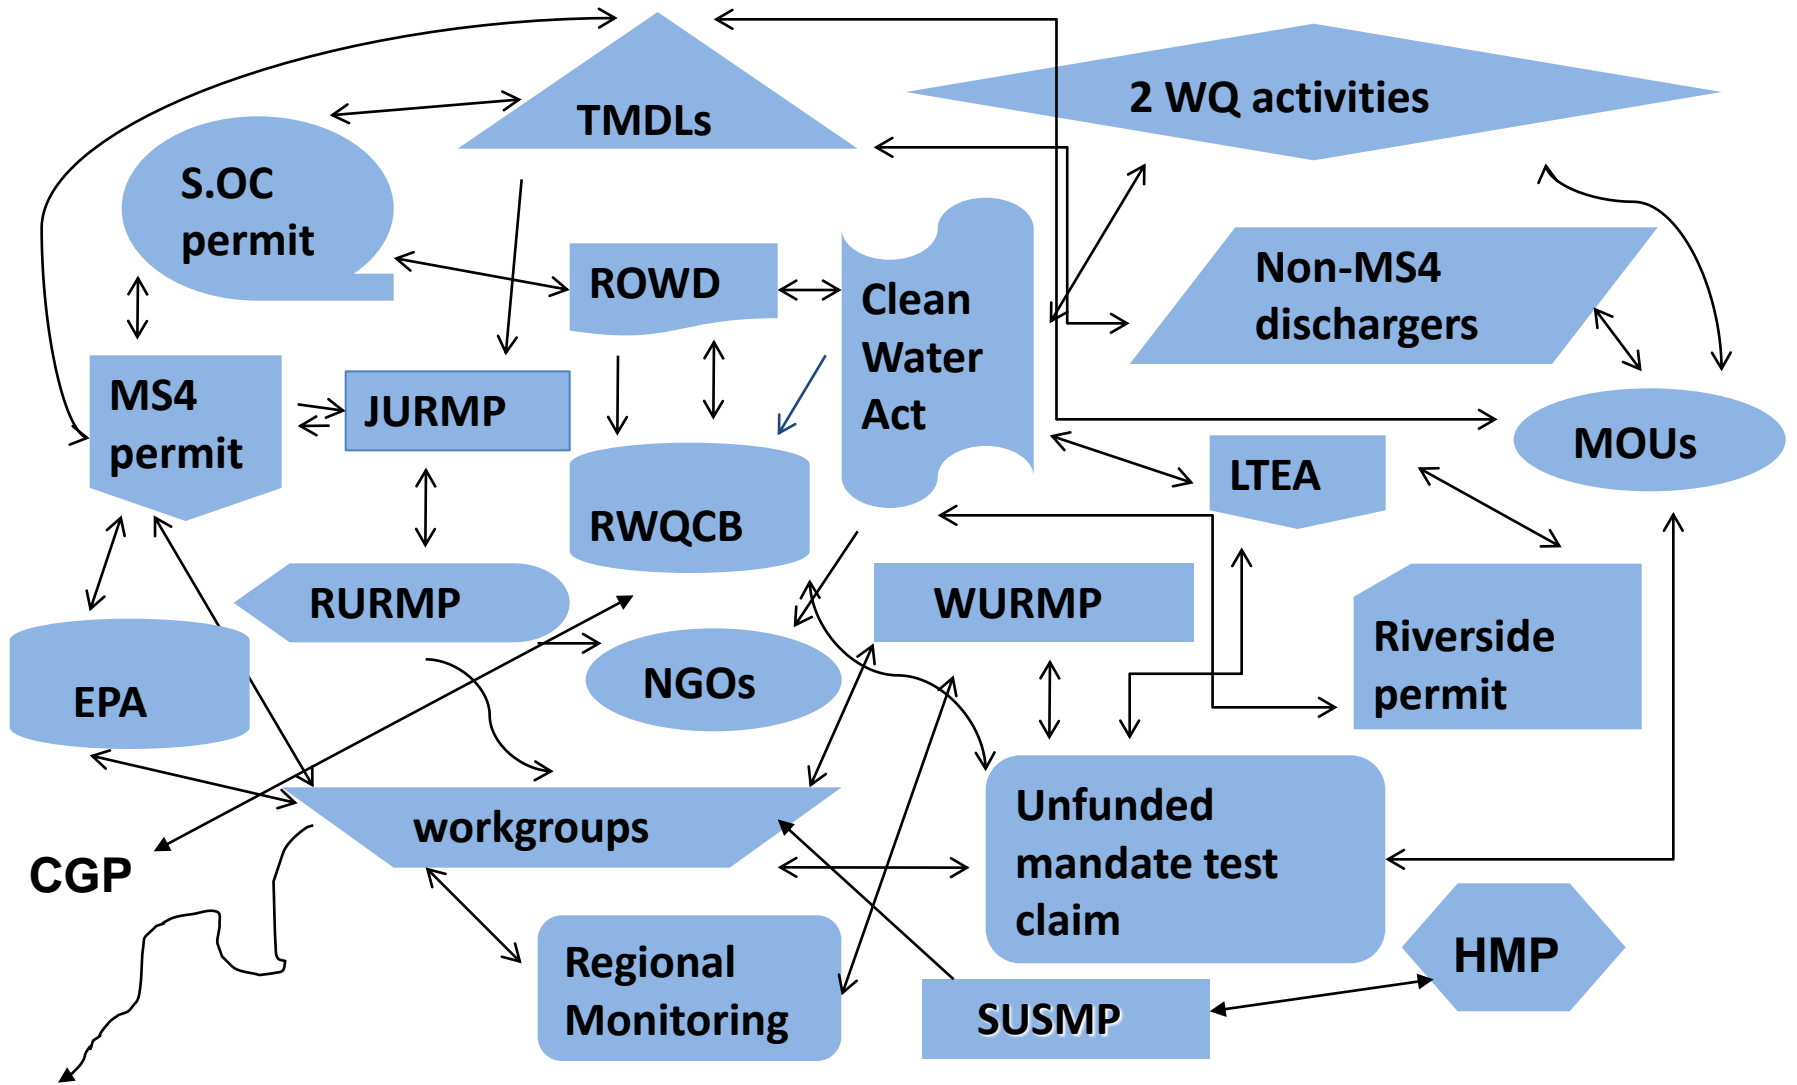 TMDLs
2 WQ activities
S.OC
permit
ROWD
Clean
Water
Act
Non-MS4
dischargers
MS4
permit
JURMP
MOUs
LTEA
RWQCB
RURMP
WURMP
Riverside
permit
EPA
NGOs
workgroups
Unfunded
mandate test
claim
CGP
HMP
Regional
Monitoring
SUSMP